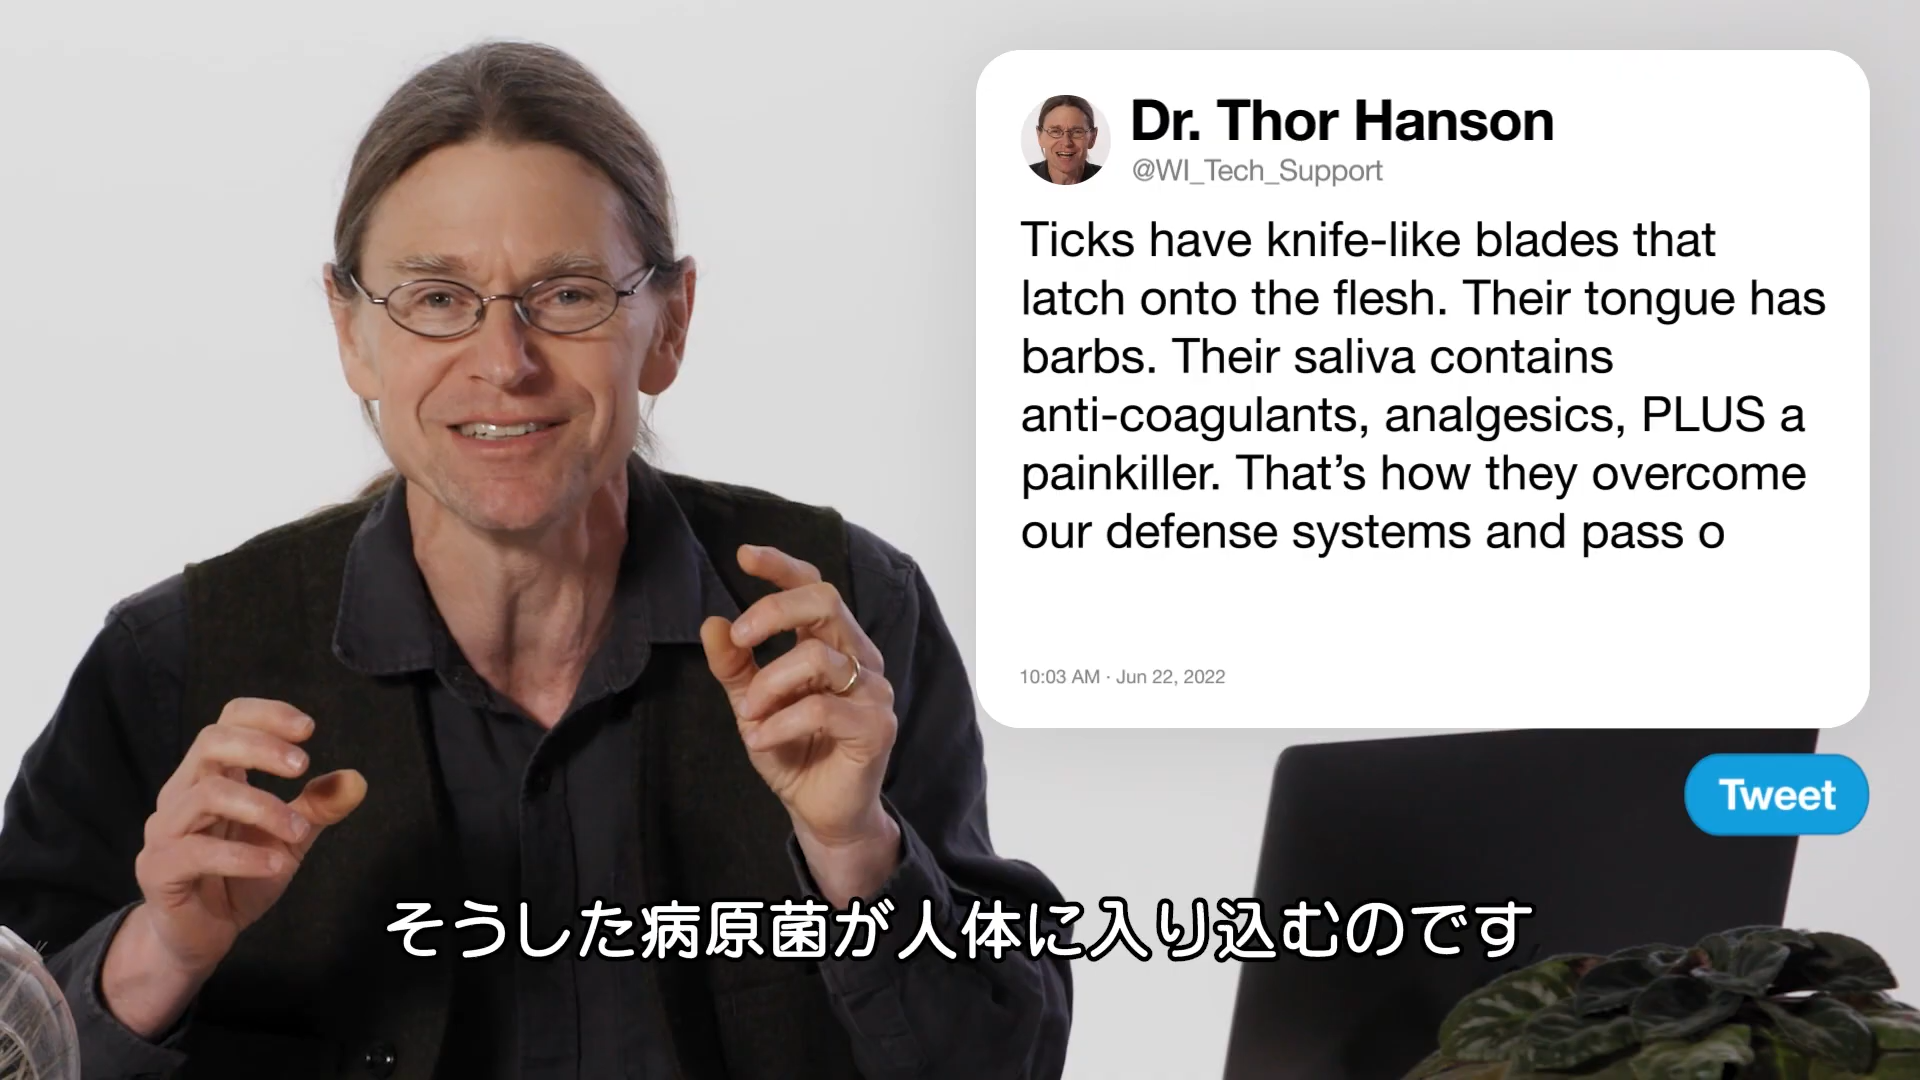 Dr. Thor Hanson
@WI_Tech_Support
Ticks have knife-like blades that
latch onto the flesh. Their tongue has
barbs. Their saliva contains
anti-coagulants, analgesics, PLUS a
painkiller. That’s how they overcome
our defense systems and pass o
10:03 AM · Jun 22, 2022
Tweet
そうした病原菌が人体に入り込むのです